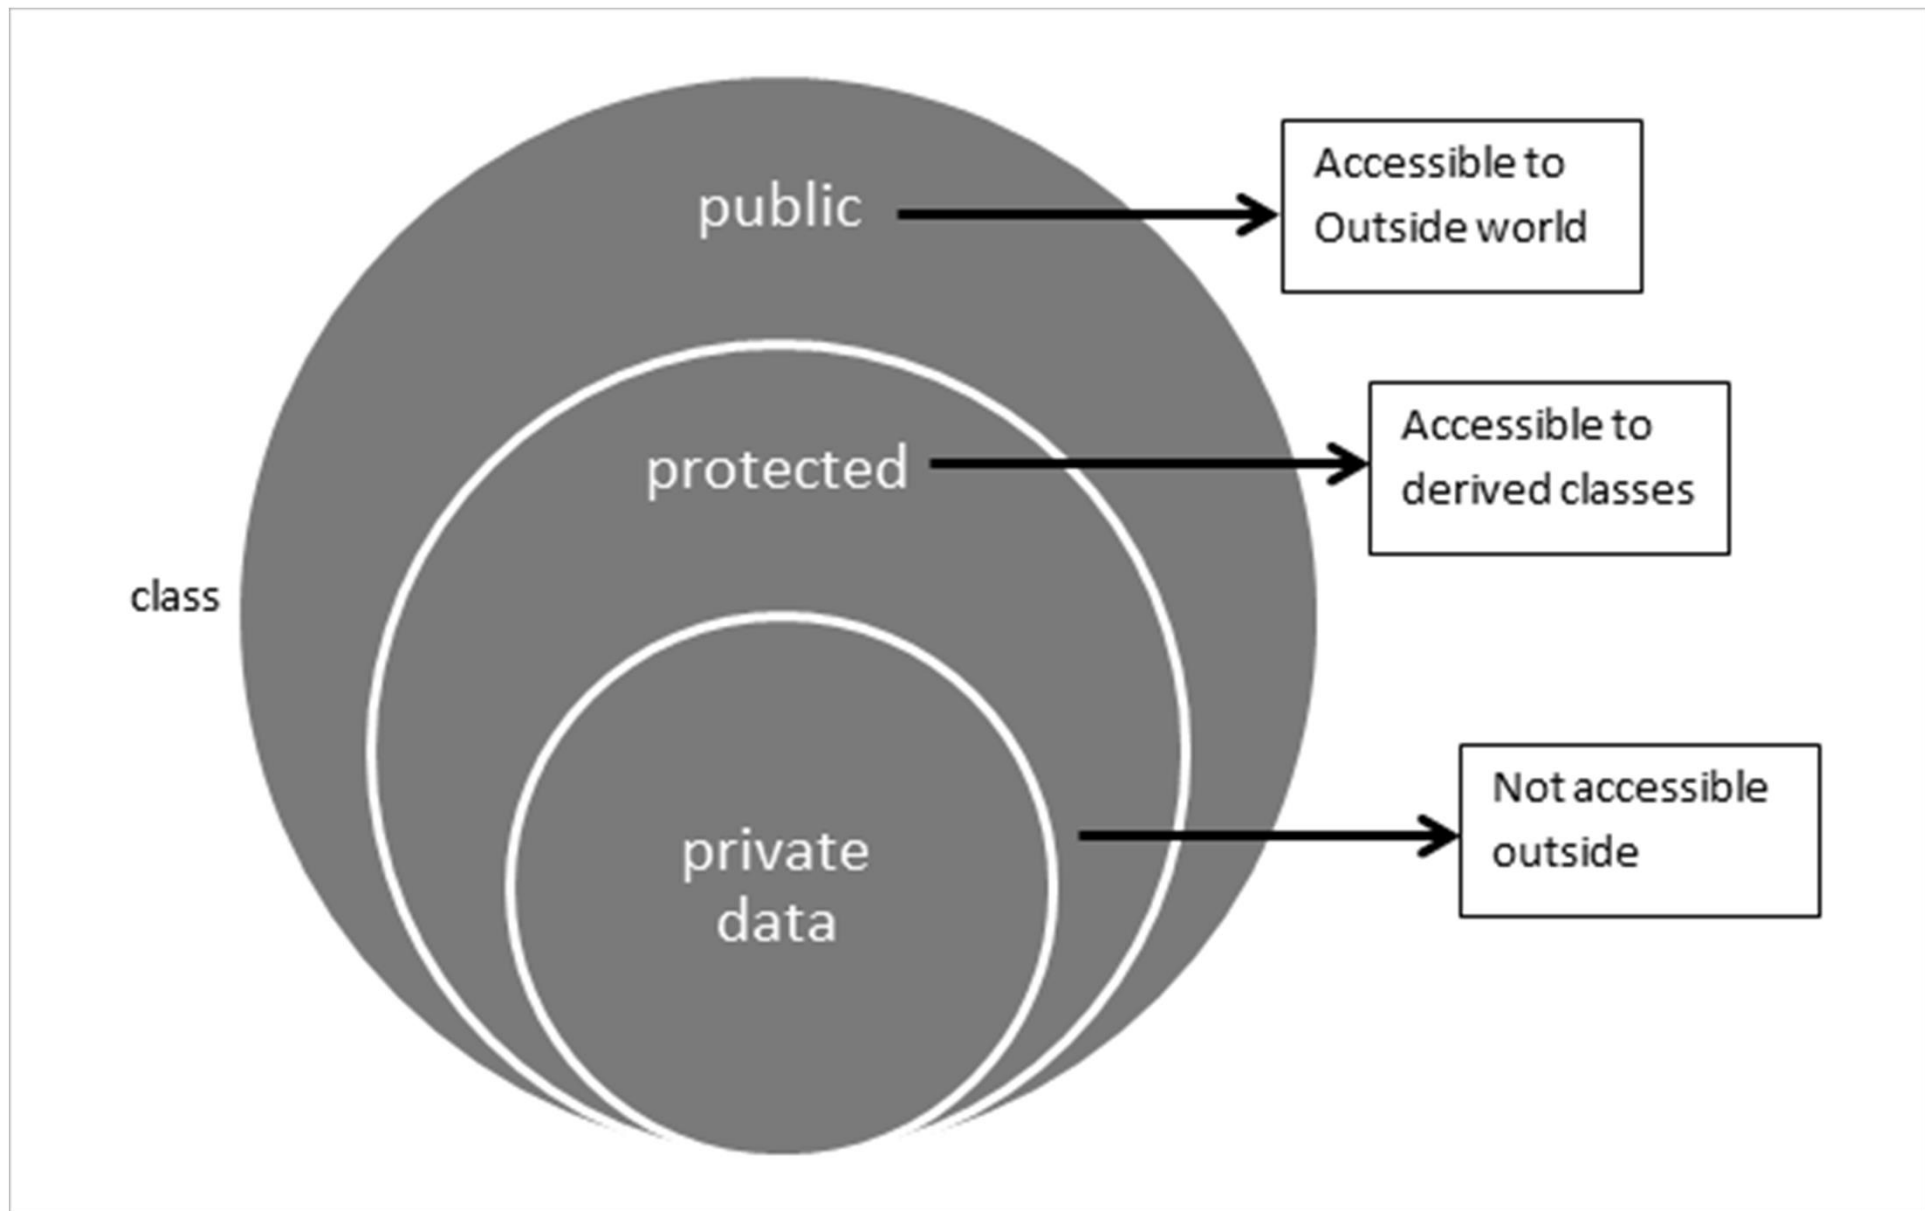 public
Accessible to
Outside world
protected
Accessible to
derived classes
class
private
data
Not accessible
outside